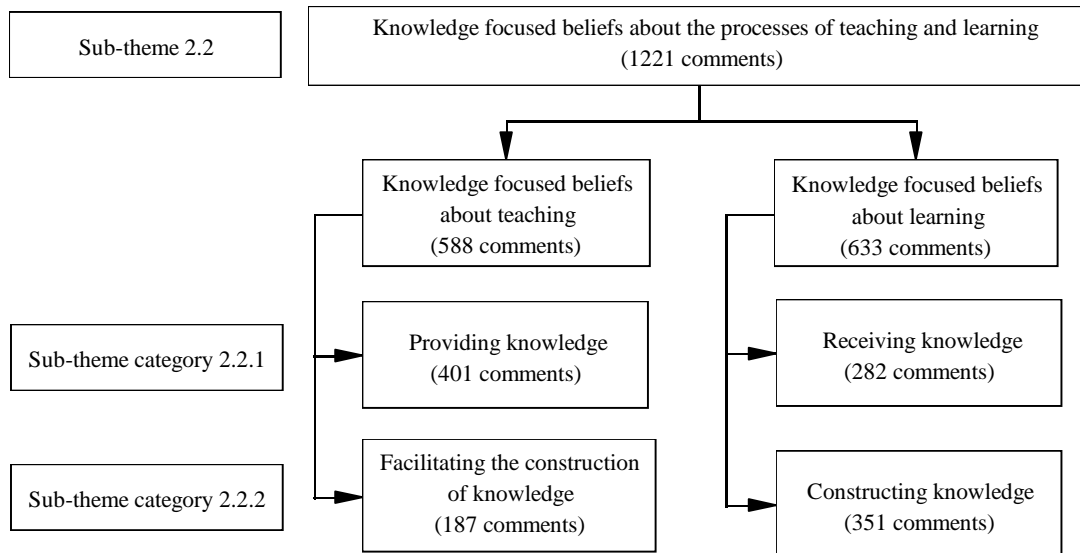 Sub-theme 2.2
Knowledge focused beliefs about the processes of teaching and learning
(1221 comments)
Knowledge focused beliefs
about teaching
(588 comments)
Knowledge focused beliefs
about learning
(633 comments)
Sub-theme category 2.2.1
Providing knowledge
(401 comments)
Receiving knowledge
(282 comments)
Sub-theme category 2.2.2
Facilitating the construction
of knowledge
(187 comments)
Constructing knowledge
(351 comments)